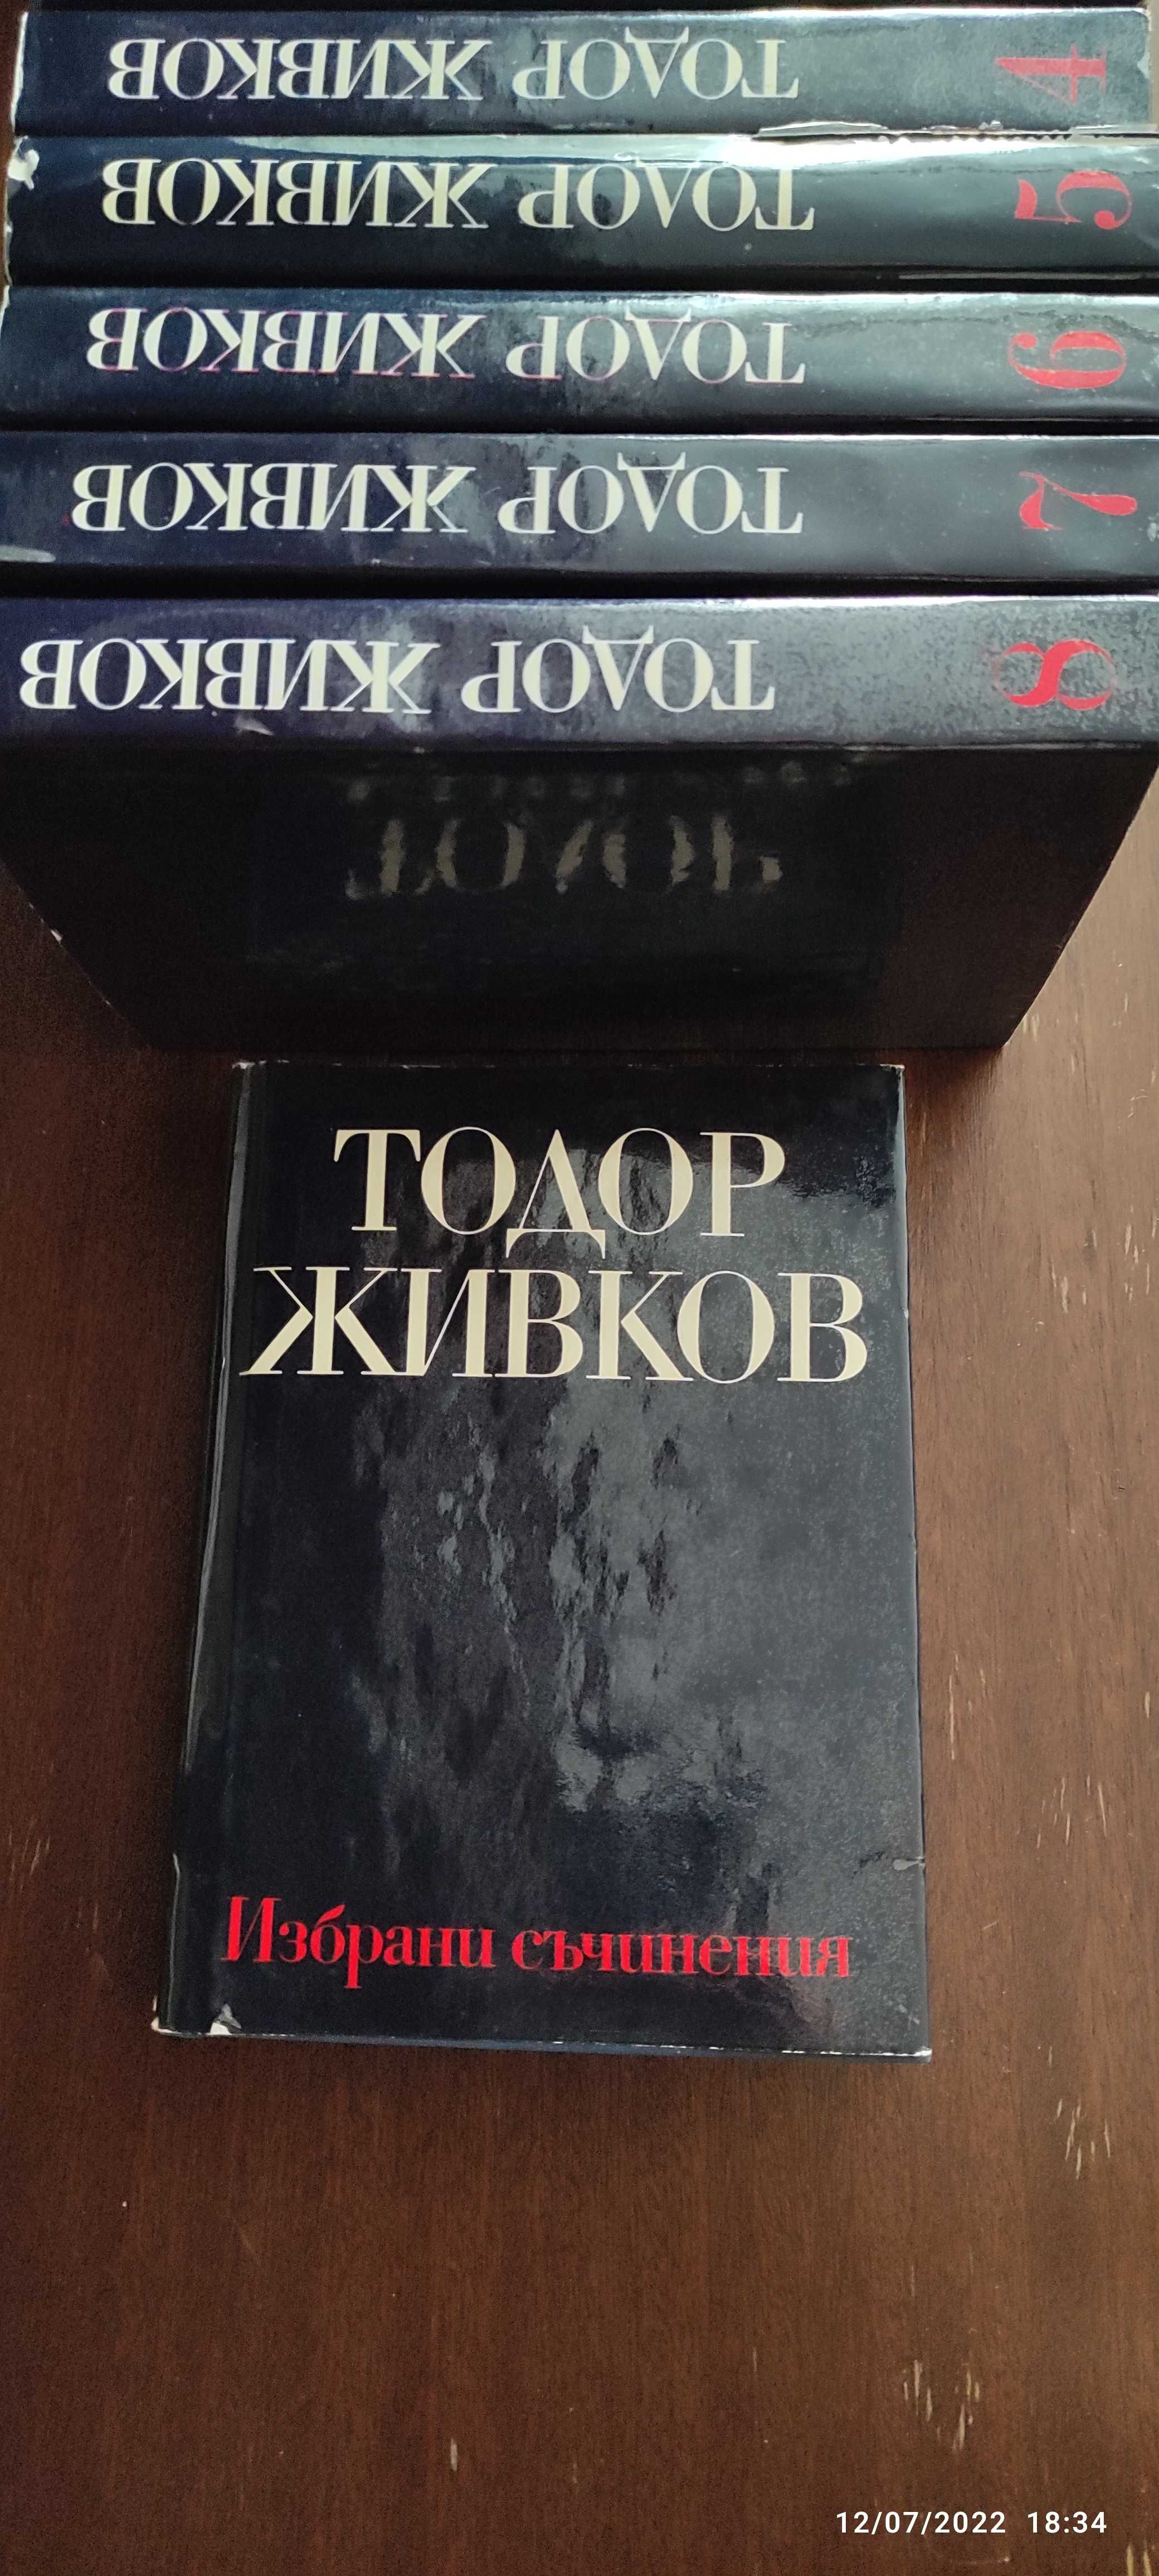 ТОДОР ЖИВКОВ 4
ТОДОР ЖИВКОВ 5
ТОДОР ЖИВКОВ 6
ТОДОР ЖИВКОВ 7
ТОДОР ЖИВКОВ 8
ТОДОР
ЖИВКОВ
Избрани съчинения
12/07/2022 18:34